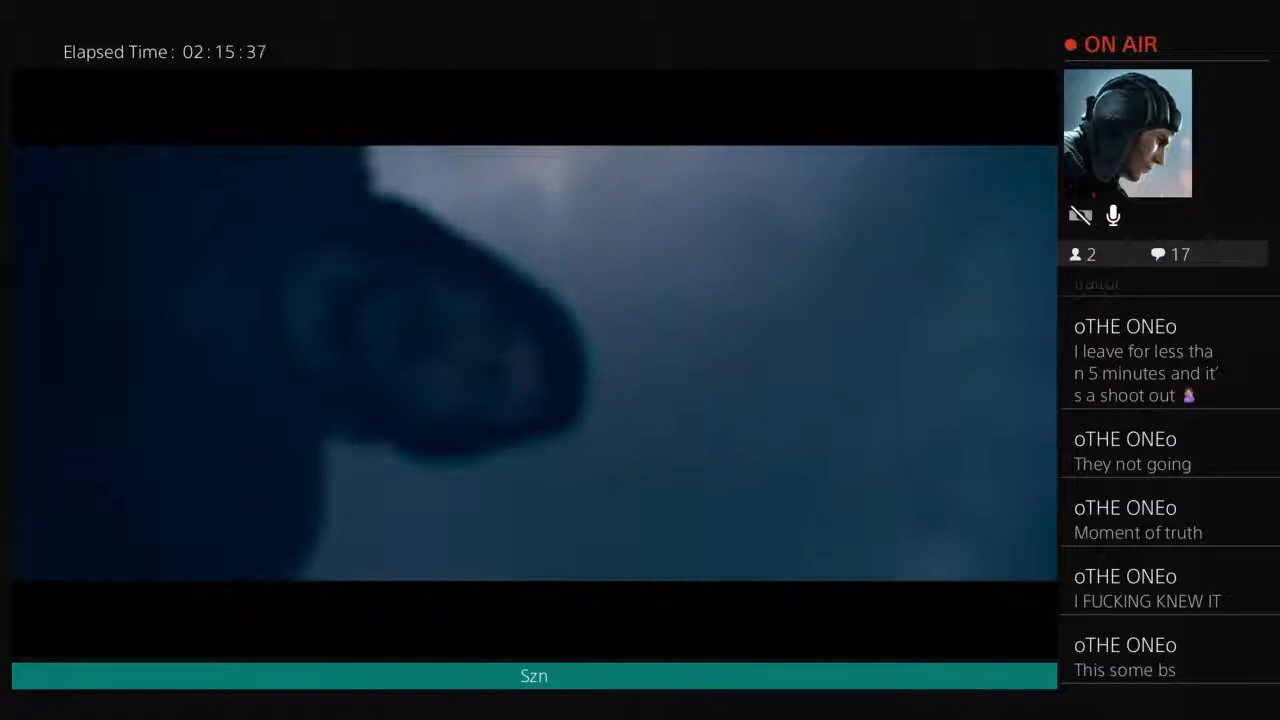 Elapsed Time: 02:15:37
ON AIR
2
17
traitor
oTHE ONEo
I leave for less tha
n 5 minutes and it'
s a shoot out 🤦🏽‍♀️
oTHE ONEo
They not going
oTHE ONEo
Moment of truth
oTHE ONEo
I FUCKING KNEW IT
oTHE ONEo
This some bs
Szn